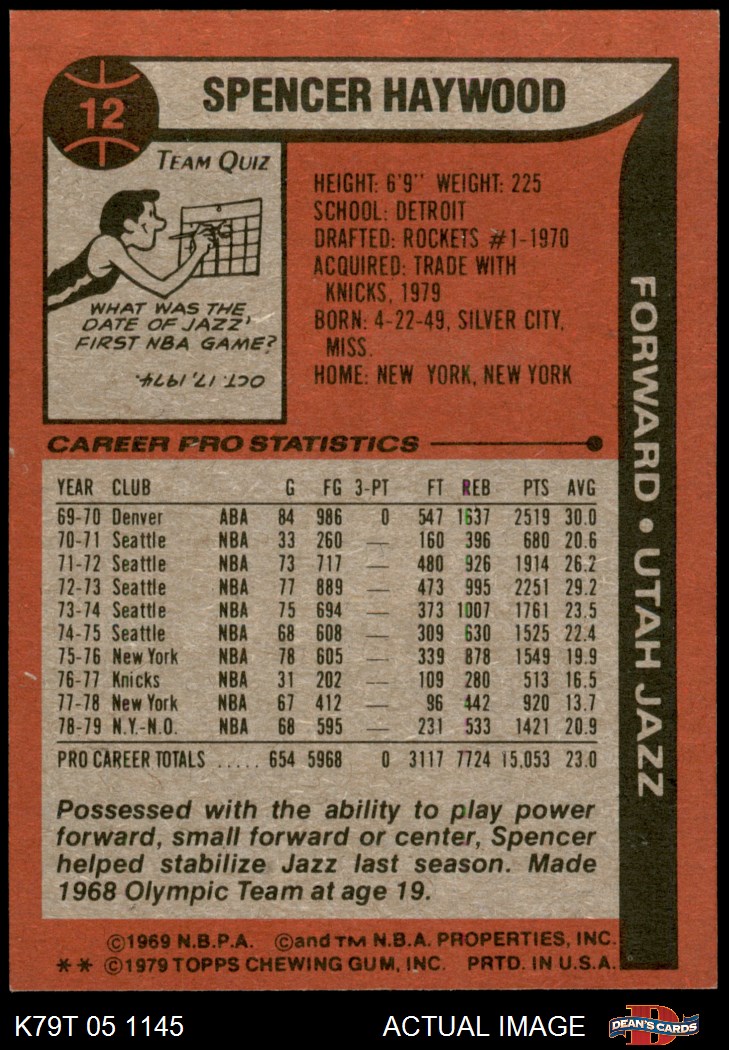 12
SPENCER HAYWOOD
TEAM QUIZ
WHAT WAS THE
DATE OF JAZZ'
FIRST NBA GAME?
OCT. 17, 1974.
HEIGHT: 6'9" WEIGHT: 225
SCHOOL: DETROIT
DRAFTED: ROCKETS #1-1970
ACQUIRED: TRADE WITH
KNICKS, 1979
BORN: 4-22-49, SILVER CITY,
MISS.
HOME: NEW YORK, NEW YORK
FORWARD • UTAH JAZZ
CAREER PRO STATISTICS
YEAR CLUB G FG 3-PT FT REB PTS AVG
69-70 Denver ABA 84 986 0 547 1637 2519 30.0
70-71 Seattle NBA 33 260 — 160 396 680 20.6
71-72 Seattle NBA 73 717 — 480 926 1914 26.2
72-73 Seattle NBA 77 889 — 473 995 2251 29.2
73-74 Seattle NBA 75 694 — 373 1007 1761 23.5
74-75 Seattle NBA 68 608 — 309 630 1525 22.4
75-76 New York NBA 78 605 — 339 878 1549 19.9
76-77 Knicks NBA 31 202 — 109 280 513 16.5
77-78 New York NBA 67 412 — 96 442 920 13.7
78-79 N.Y.-N.O. NBA 68 595 — 231 533 1421 20.9
PRO CAREER TOTALS ..... 654 5968 0 3117 7724 15,053 23.0
Possessed with the ability to play power
forward, small forward or center, Spencer
helped stabilize Jazz last season. Made
1968 Olympic Team at age 19.
©1969 N.B.P.A. ©and TM N.B.A. PROPERTIES, INC.
** ©1979 TOPPS CHEWING GUM, INC. PRTD. IN U.S.A.
K79T 05 1145 ACTUAL IMAGE
D
DEAN'S CARDS